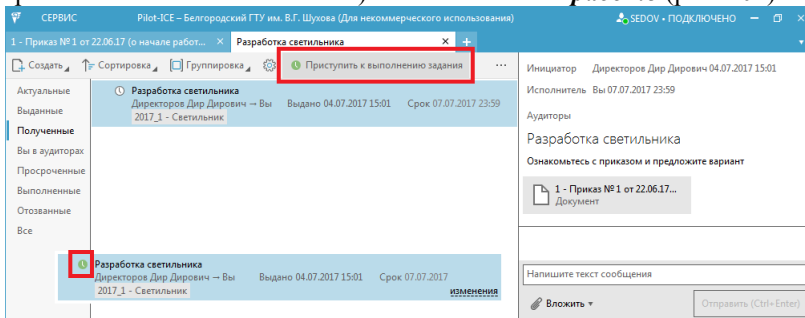 работе
СЕРВИС Pilot-ICE – Белгородский ГТУ им. В.Г. Шухова (Для некоммерческого использования) SEDOV • ПОДКЛЮЧЕНО
1 - Приказ № 1 от 22.06.17 (о начале работ... × Разработка светильника × +
Создать Сортировка Группировка Приступить к выполнению задания ...
Актуальные
Выданные
Полученные
Вы в аудиторах
Просроченные
Выполненные
Отозванные
Все
Разработка светильника
Директоров Дир Дирович → Вы Выдано 04.07.2017 15:01 Срок 07.07.2017 23:59
2017_1 - Светильник
Разработка светильника
Директоров Дир Дирович → Вы Выдано 04.07.2017 15:01 Срок 07.07.2017
2017_1 - Светильник изменения
Инициатор Директоров Дир Дирович 04.07.2017 15:01
Исполнитель Вы 07.07.2017 23:59
Аудиторы
Разработка светильника
Ознакомьтесь с приказом и предложите вариант
1 - Приказ № 1 от 22.06.17...
Документ
Напишите текст сообщения
Вложить Отправить (Ctrl+Enter)